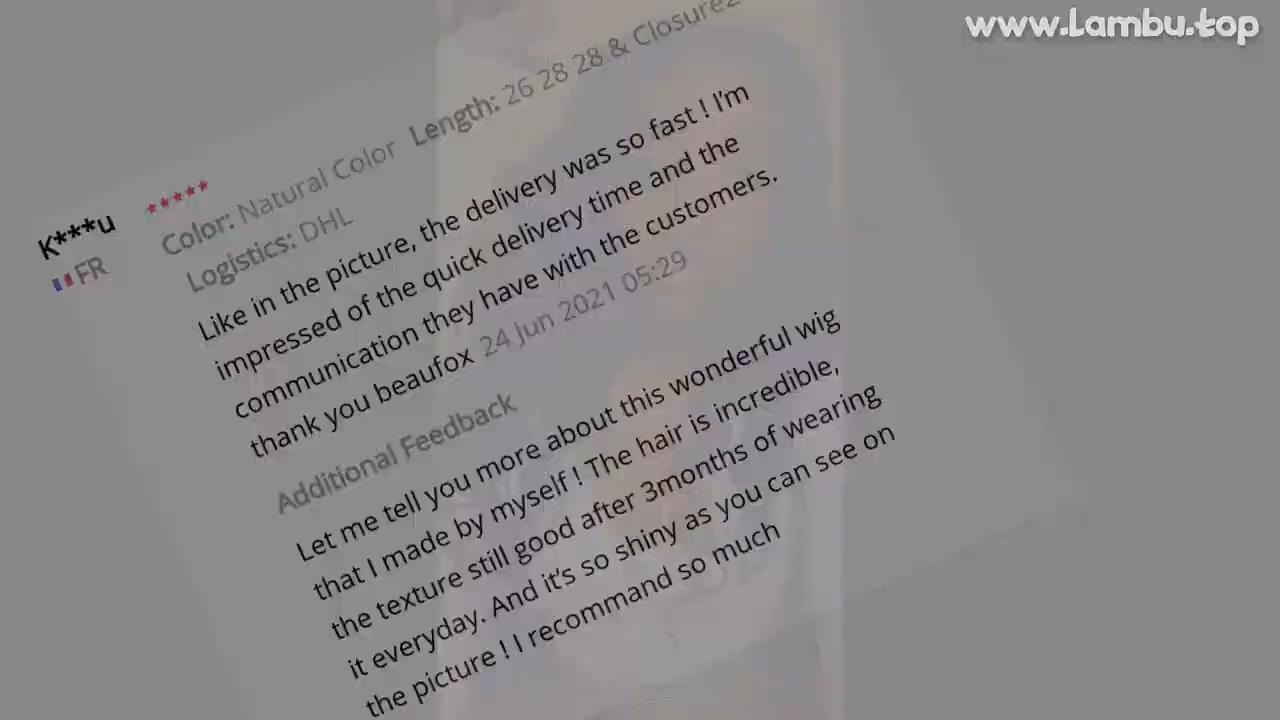 www.Lambu.top
K***u
FR
Color: Natural Color Length: 26 28 28 & Closure
Logistics: DHL
Like in the picture, the delivery was so fast ! I'm
impressed of the quick delivery time and the
communication they have with the customers.
thank you beaufox 24 Jun 2021 05:29
Additional Feedback
Let me tell you more about this wonderful wig
that I made by myself ! The hair is incredible,
the texture still good after 3months of wearing
it everyday. And it's so shiny as you can see on
the picture ! I recommand so much